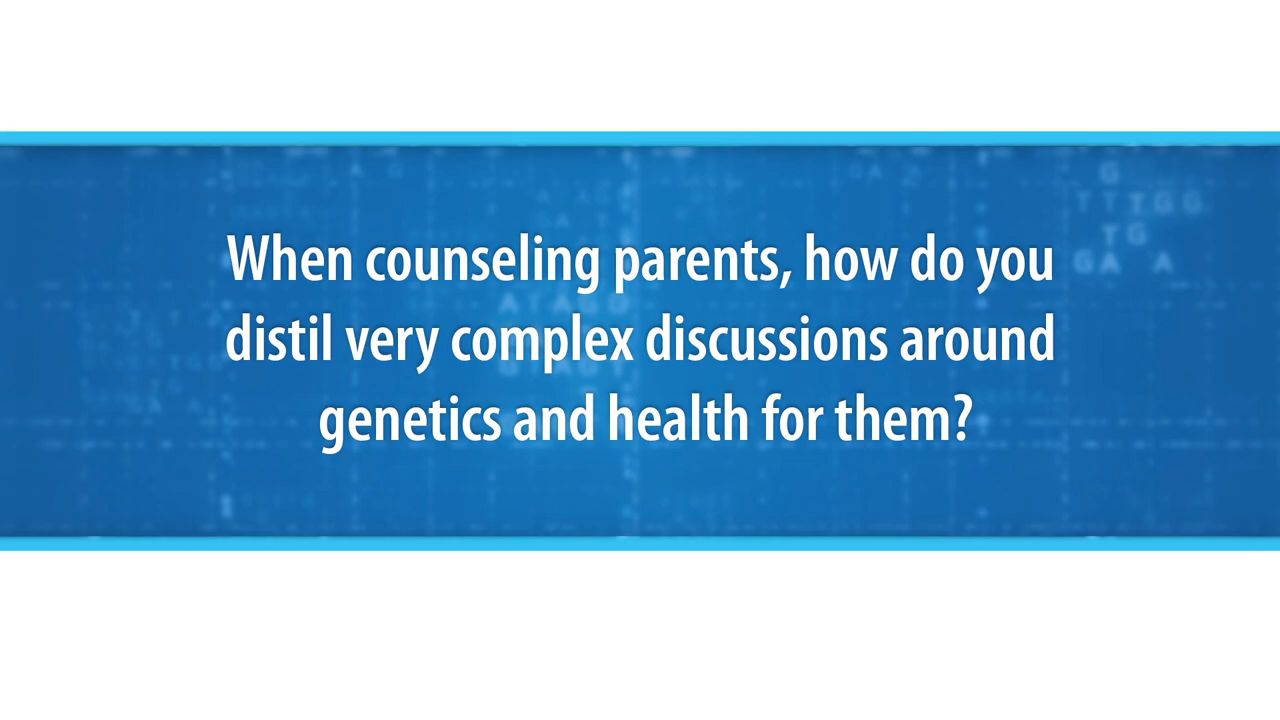 When counseling parents, how do you
distil very complex discussions around
genetics and health for them?